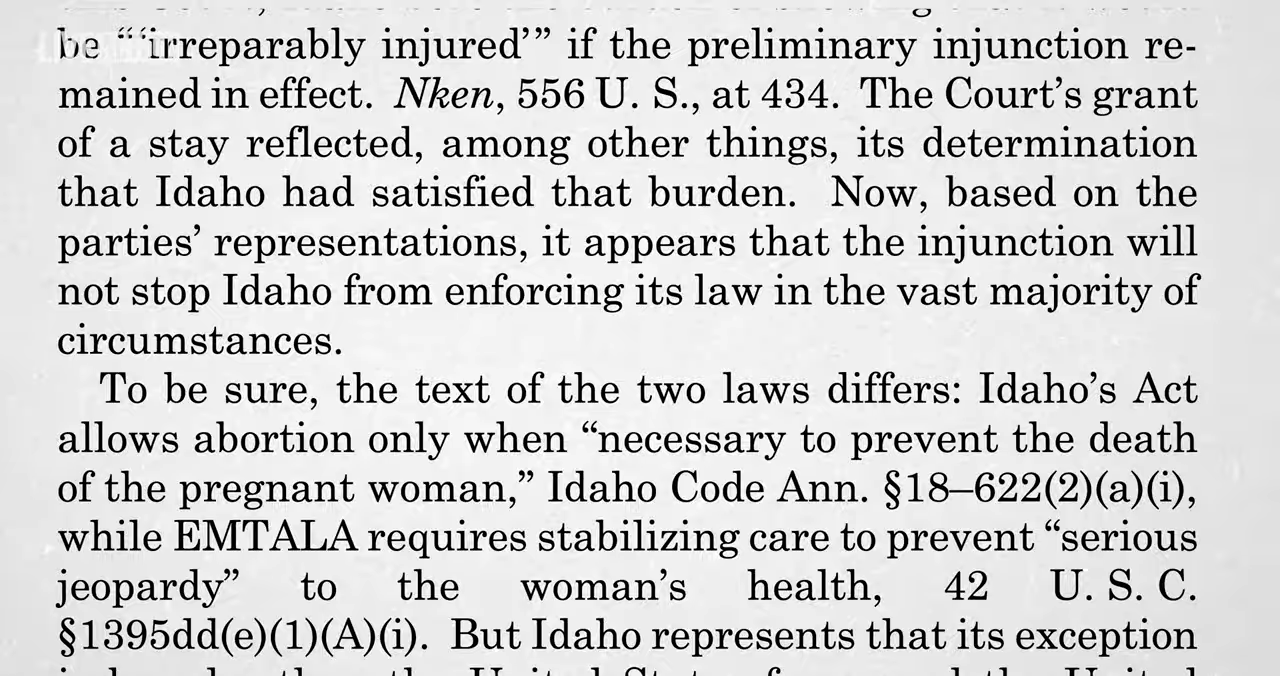 be “‘irreparably injured’” if the preliminary injunction re-
mained in effect. Nken, 556 U. S., at 434. The Court’s grant
of a stay reflected, among other things, its determination
that Idaho had satisfied that burden. Now, based on the
parties’ representations, it appears that the injunction will
not stop Idaho from enforcing its law in the vast majority of
circumstances.
To be sure, the text of the two laws differs: Idaho’s Act
allows abortion only when “necessary to prevent the death
of the pregnant woman,” Idaho Code Ann. §18–622(2)(a)(i),
while EMTALA requires stabilizing care to prevent “serious
jeopardy” to the woman’s health, 42 U. S. C.
§1395dd(e)(1)(A)(i). But Idaho represents that its exception